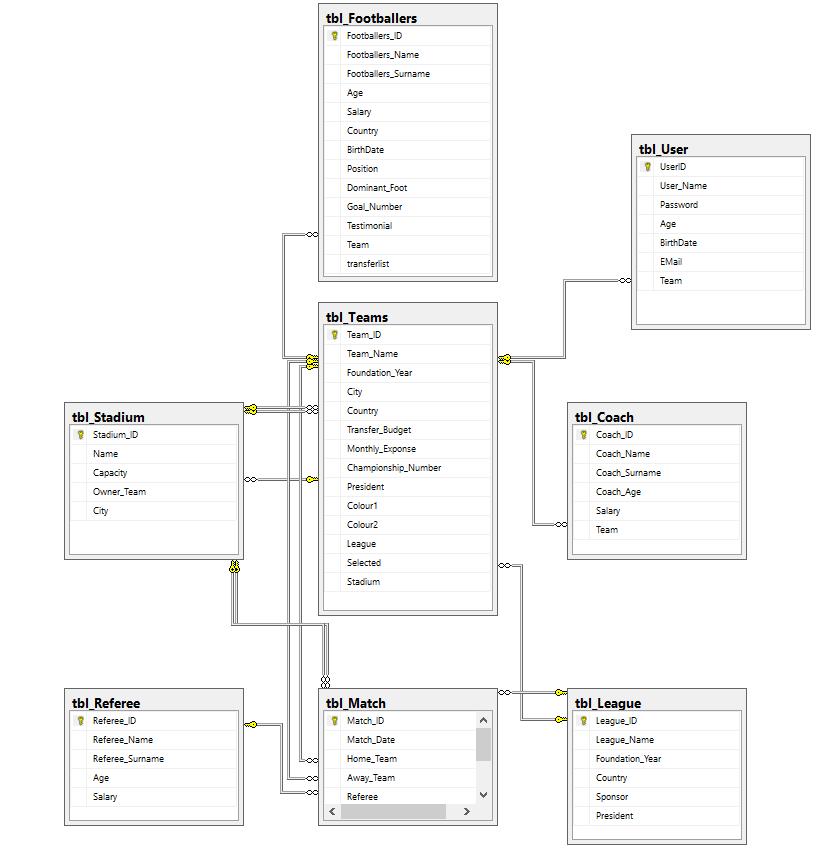 tbl_Footballers
Footballers_ID
Footballers_Name
Footballers_Surname
Age
Salary
Country
BirthDate
Position
Dominant_Foot
Goal_Number
Testimonial
Team
transferlist
tbl_User
UserID
User_Name
Password
Age
BirthDate
EMail
Team
tbl_Teams
Team_ID
Team_Name
Foundation_Year
City
Country
Transfer_Budget
Monthly_Exponse
Championship_Number
President
Colour1
Colour2
League
Selected
Stadium
tbl_Stadium
Stadium_ID
Name
Capacity
Owner_Team
City
tbl_Coach
Coach_ID
Coach_Name
Coach_Surname
Coach_Age
Salary
Team
tbl_Referee
Referee_ID
Referee_Name
Referee_Surname
Age
Salary
tbl_Match
Match_ID
Match_Date
Home_Team
Away_Team
Referee
tbl_League
League_ID
League_Name
Foundation_Year
Country
Sponsor
President